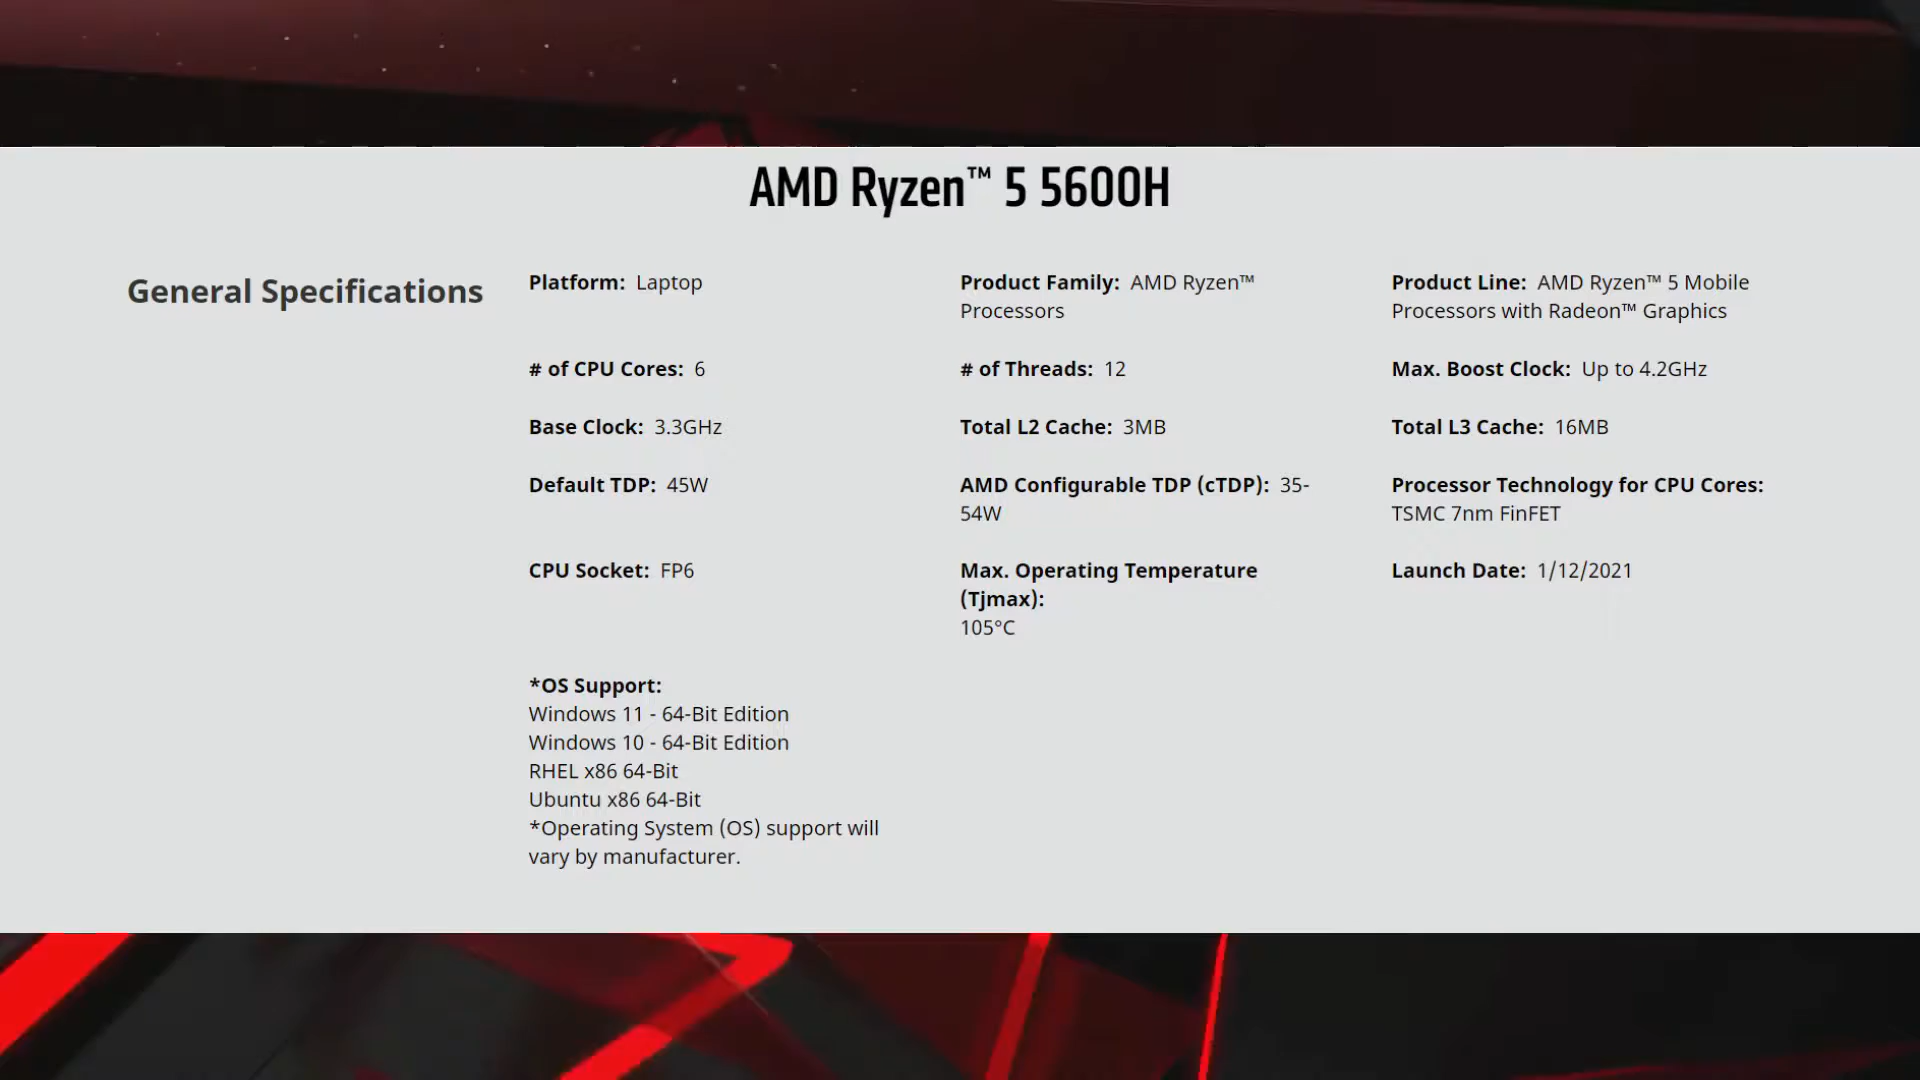 AMD Ryzen™ 5 5600H
General Specifications
Platform: Laptop
Product Family: AMD Ryzen™
Processors
Product Line: AMD Ryzen™ 5 Mobile
Processors with Radeon™ Graphics
# of CPU Cores: 6
# of Threads: 12
Max. Boost Clock: Up to 4.2GHz
Base Clock: 3.3GHz
Total L2 Cache: 3MB
Total L3 Cache: 16MB
Default TDP: 45W
AMD Configurable TDP (cTDP): 35-
54W
Processor Technology for CPU Cores:
TSMC 7nm FinFET
CPU Socket: FP6
Max. Operating Temperature
(Tjmax):
105°C
Launch Date: 1/12/2021
*OS Support:
Windows 11 - 64-Bit Edition
Windows 10 - 64-Bit Edition
RHEL x86 64-Bit
Ubuntu x86 64-Bit
*Operating System (OS) support will
vary by manufacturer.